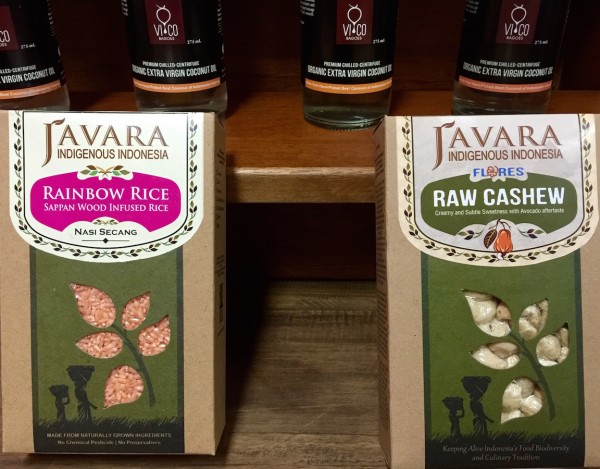 VICO
BAGOES
275 mL
PREMIUM CHILLED-CENTRIFUGE
ORGANIC EXTRA VIRGIN COCONUT OIL
VICO
BAGOES
275 mL
PREMIUM CHILLED-CENTRIFUGE
ORGANIC EXTRA VIRGIN COCONUT OIL
VICO
BAGOES
275 mL
PREMIUM CHILLED-CENTRIFUGE
ORGANIC EXTRA VIRGIN COCONUT OIL
JAVARA
INDIGENOUS INDONESIA
RAINBOW RICE
SAPPAN WOOD INFUSED RICE
NASI SECANG
MADE FROM NATURALLY GROWN INGREDIENTS
No Chemical Pesticide | No Preservatives
JAVARA
INDIGENOUS INDONESIA
FLORES
RAW CASHEW
Creamy and Subtle Sweetness with Avocado aftertaste
Keeping Alive Indonesia's Food Biodiversity
and Culinary Tradition